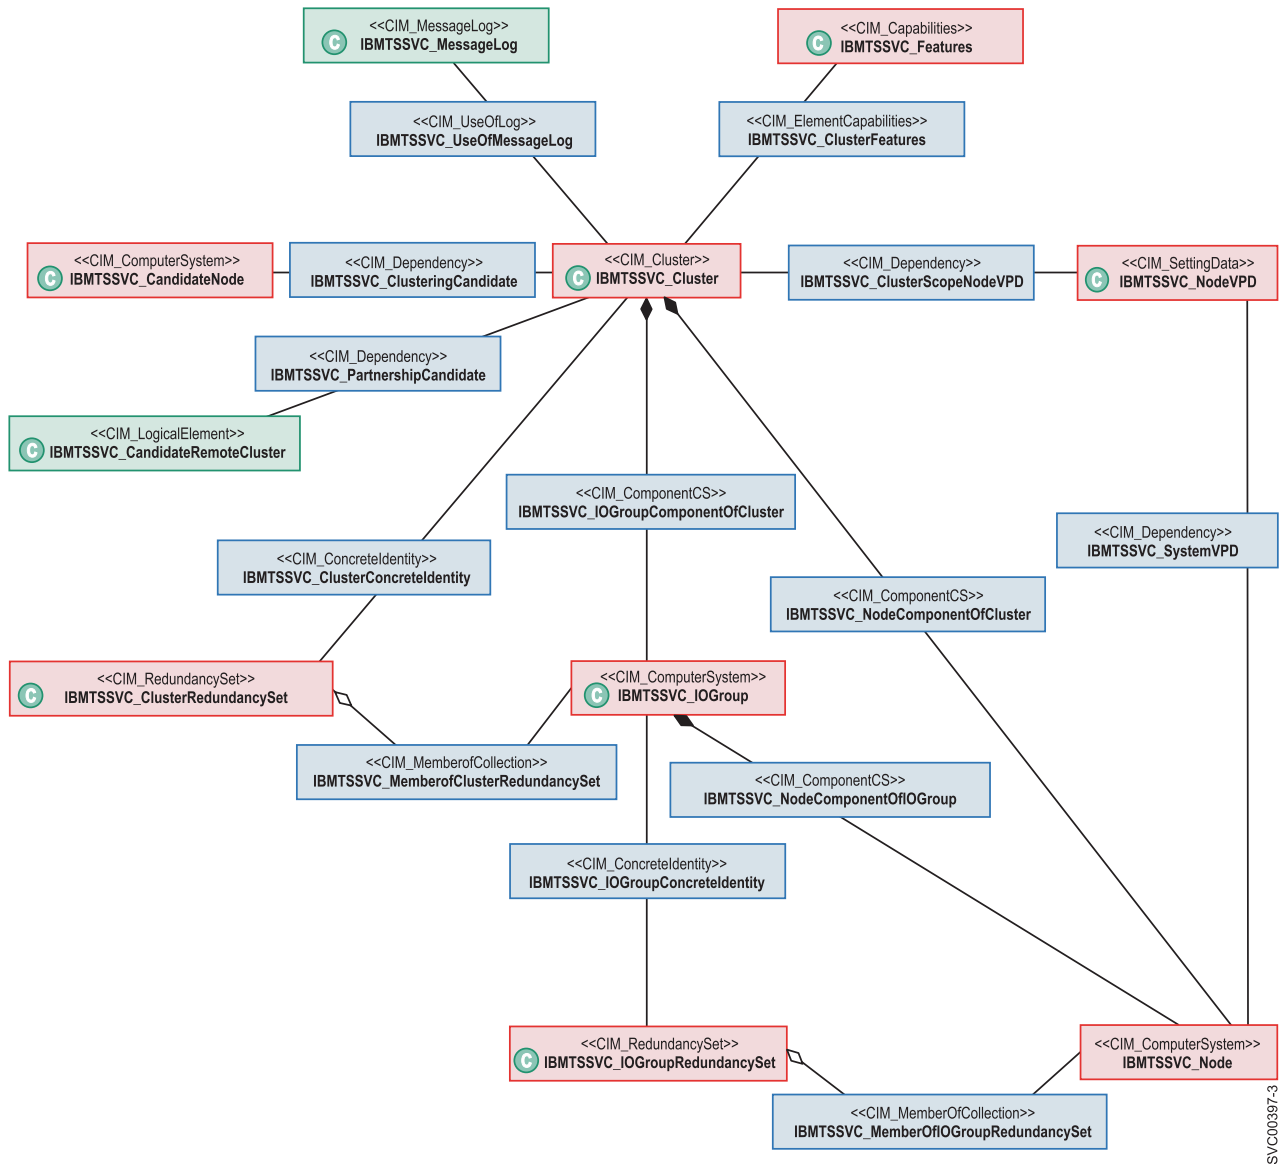 <<CIM_MessageLog>>
C
IBMTSSVC_MessageLog
<<CIM_Capabilities>>
C
IBMTSSVC_Features
<<CIM_UseOfLog>>
IBMTSSVC_UseOfMessageLog
<<CIM_ElementCapabilities>>
IBMTSSVC_ClusterFeatures
<<CIM_ComputerSystem>>
C
IBMTSSVC_CandidateNode
<<CIM_Dependency>>
IBMTSSVC_ClusteringCandidate
<<CIM_Cluster>>
C
IBMTSSVC_Cluster
<<CIM_Dependency>>
IBMTSSVC_ClusterScopeNodeVPD
<<CIM_SettingData>>
C
IBMTSSVC_NodeVPD
<<CIM_Dependency>>
IBMTSSVC_PartnershipCandidate
<<CIM_LogicalElement>>
C
IBMTSSVC_CandidateRemoteCluster
<<CIM_ComponentCS>>
IBMTSSVC_IOGroupComponentOfCluster
<<CIM_Dependency>>
IBMTSSVC_SystemVPD
<<CIM_ConcreteIdentity>>
IBMTSSVC_ClusterConcreteIdentity
<<CIM_ComponentCS>>
IBMTSSVC_NodeComponentOfCluster
<<CIM_RedundancySet>>
C
IBMTSSVC_ClusterRedundancySet
<<CIM_ComputerSystem>>
C
IBMTSSVC_IOGroup
<<CIM_MemberofCollection>>
IBMTSSVC_MemberofClusterRedundancySet
<<CIM_ComponentCS>>
IBMTSSVC_NodeComponentOfIOGroup
<<CIM_ConcreteIdentity>>
IBMTSSVC_IOGroupConcreteIdentity
<<CIM_RedundancySet>>
C
IBMTSSVC_IOGroupRedundancySet
<<CIM_ComputerSystem>>
IBMTSSVC_Node
<<CIM_MemberOfCollection>>
IBMTSSVC_MemberOfIOGroupRedundancySet
SVC00397-3